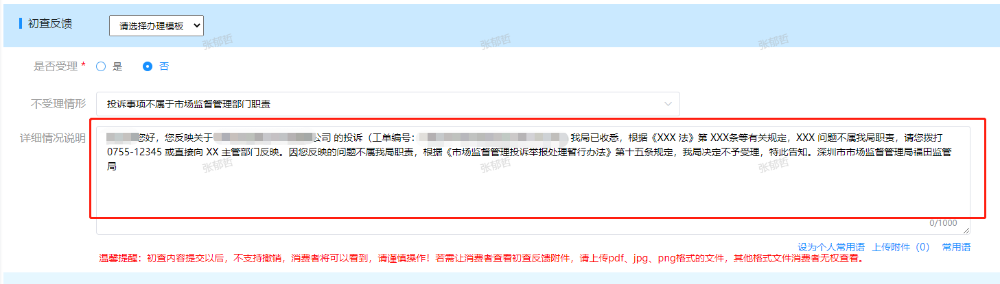 初查反馈 请选择办理模板
张郁哲 张郁哲 张郁哲
是否受理 * 是 否
不受理情形 投诉事项不属于市场监督管理部门职责
详细情况说明 您好，您反映关于 公司 的投诉（工单编号： 我局已收悉，根据《XXX 法》第 XXX条等有关规定，XXX 问题不属我局职责，请您拨打
0755-12345 或直接向 XX 主管部门反映。因您反映的问题不属我局职责，根据《市场监督管理投诉举报处理暂行办法》第十五条规定，我局决定不予受理，特此告知。深圳市市场监督管理局福田监管
局
张郁哲 张郁哲 张郁哲
0/1000
设为个人常用语 上传附件（0） 常用语
温馨提醒：初查内容提交以后，不支持撤销，消费者将可以看到，请谨慎操作！若需让消费者查看初查反馈附件，请上传pdf、jpg、png格式的文件，其他格式文件消费者无权查看。